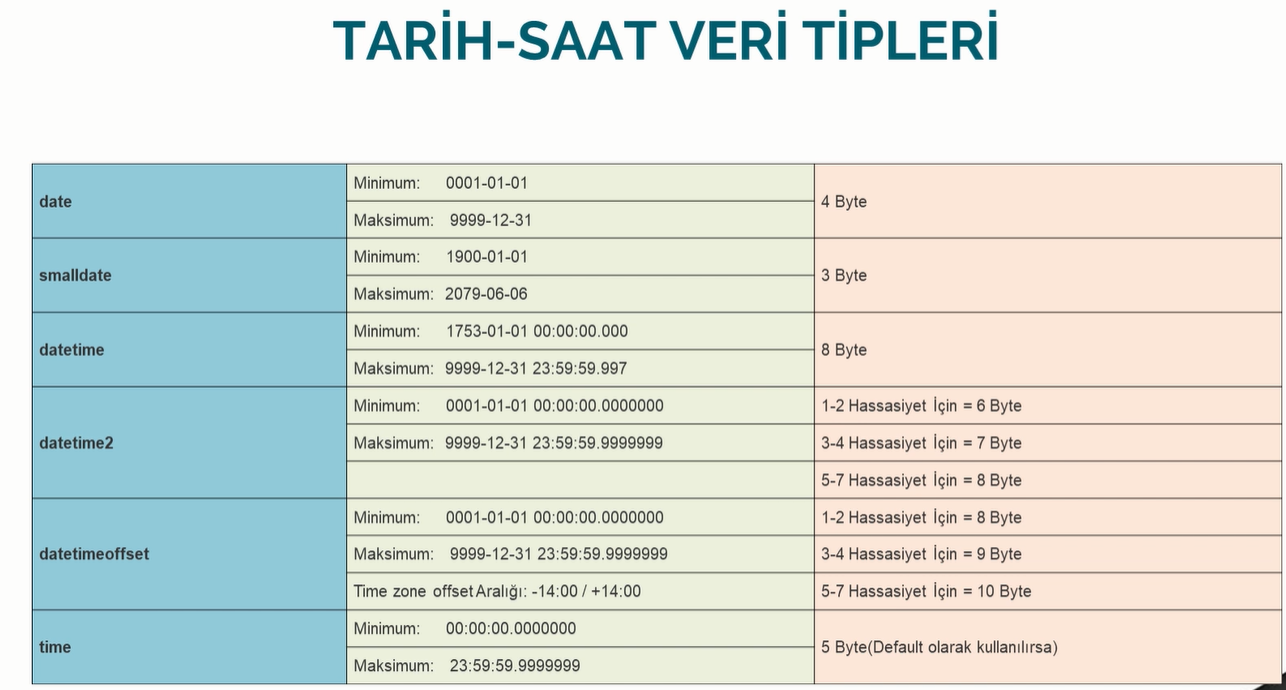 TARİH-SAAT VERİ TİPLERİ
date
Minimum: 0001-01-01
Maksimum: 9999-12-31
4 Byte
smalldate
Minimum: 1900-01-01
Maksimum: 2079-06-06
3 Byte
datetime
Minimum: 1753-01-01 00:00:00.000
Maksimum: 9999-12-31 23:59:59.997
8 Byte
datetime2
Minimum: 0001-01-01 00:00:00.0000000
1-2 Hassasiyet İçin = 6 Byte
Maksimum: 9999-12-31 23:59:59.9999999
3-4 Hassasiyet İçin = 7 Byte
5-7 Hassasiyet İçin = 8 Byte
datetimeoffset
Minimum: 0001-01-01 00:00:00.0000000
1-2 Hassasiyet İçin = 8 Byte
Maksimum: 9999-12-31 23:59:59.9999999
3-4 Hassasiyet İçin = 9 Byte
Time zone offset Aralığı: -14:00 / +14:00
5-7 Hassasiyet İçin = 10 Byte
time
Minimum: 00:00:00.0000000
Maksimum: 23:59:59.9999999
5 Byte(Default olarak kullanılırsa)